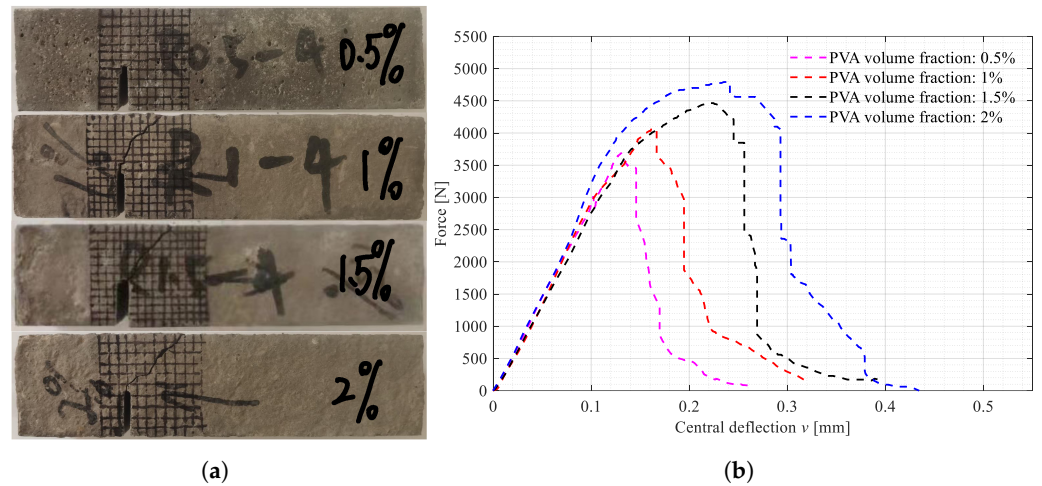 R0.5-4
0.5%
1%
R1-4
1%
R1.5-4
1.5%
2%
2%
(a)
5500
5000
4500
4000
3500
3000
2500
2000
1500
1000
500
0
Force [N]
PVA volume fraction: 0.5%
PVA volume fraction: 1%
PVA volume fraction: 1.5%
PVA volume fraction: 2%
0
0.1
0.2
0.3
0.4
0.5
Central deflection v [mm]
(b)